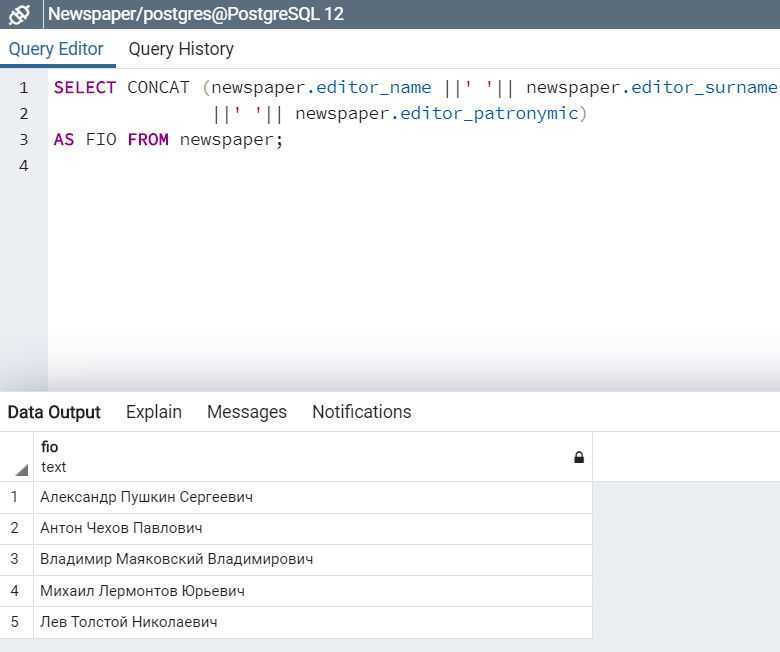 Newspaper/postgres@PostgreSQL 12
Query Editor Query History
1 SELECT CONCAT (newspaper.editor_name ||' '|| newspaper.editor_surname
2 ||' '|| newspaper.editor_patronymic)
3 AS FIO FROM newspaper;
4
Data Output Explain Messages Notifications
fio
text
1 Александр Пушкин Сергеевич
2 Антон Чехов Павлович
3 Владимир Маяковский Владимирович
4 Михаил Лермонтов Юрьевич
5 Лев Толстой Николаевич